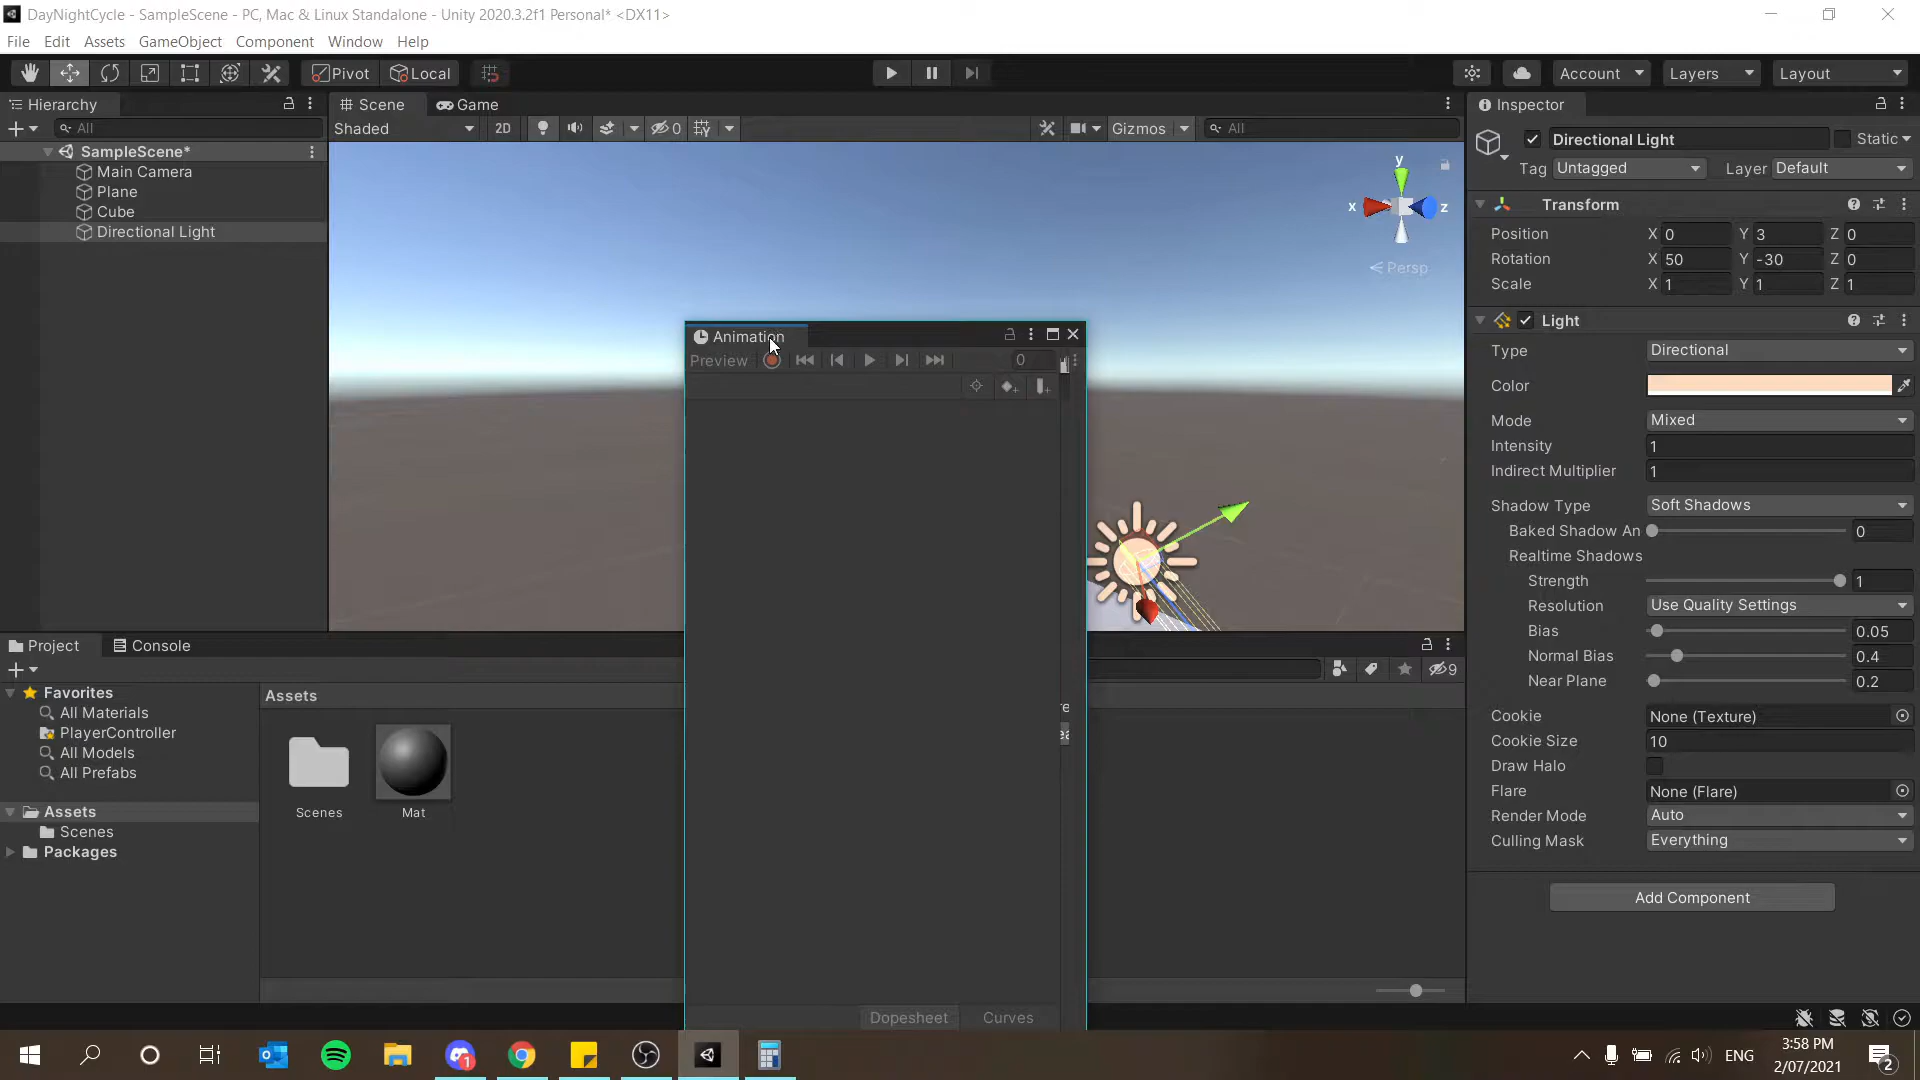 DayNightCycle - SampleScene - PC, Mac & Linux Standalone - Unity 2020.3.2f1 Personal* <DX11>
File Edit Assets GameObject Component Window Help
Pivot Local Account Layers Layout
Hierarchy Scene Game Inspector
All Shaded 2D 0 Gizmos All
Directional Light Static
SampleScene*
Main Camera
Plane
Cube
Directional Light
y
x z
Persp
Tag Untagged Layer Default
Transform
Position X 0 Y 3 Z 0
Rotation X 50 Y -30 Z 0
Scale X 1 Y 1 Z 1
Light
Type Directional
Color
Mode Mixed
Intensity 1
Indirect Multiplier 1
Shadow Type Soft Shadows
Baked Shadow An 0
Realtime Shadows
Strength 1
Resolution Use Quality Settings
Bias 0.05
Normal Bias 0.4
Near Plane 0.2
Cookie None (Texture)
Cookie Size 10
Draw Halo
Flare None (Flare)
Render Mode Auto
Culling Mask Everything
Add Component
Animation
Preview 0
Dopesheet Curves
Project Console
9
Favorites
All Materials
PlayerController
All Models
All Prefabs
Assets
Scenes
Packages
Assets
Scenes Mat
1
ENG
3:58 PM
2/07/2021
2